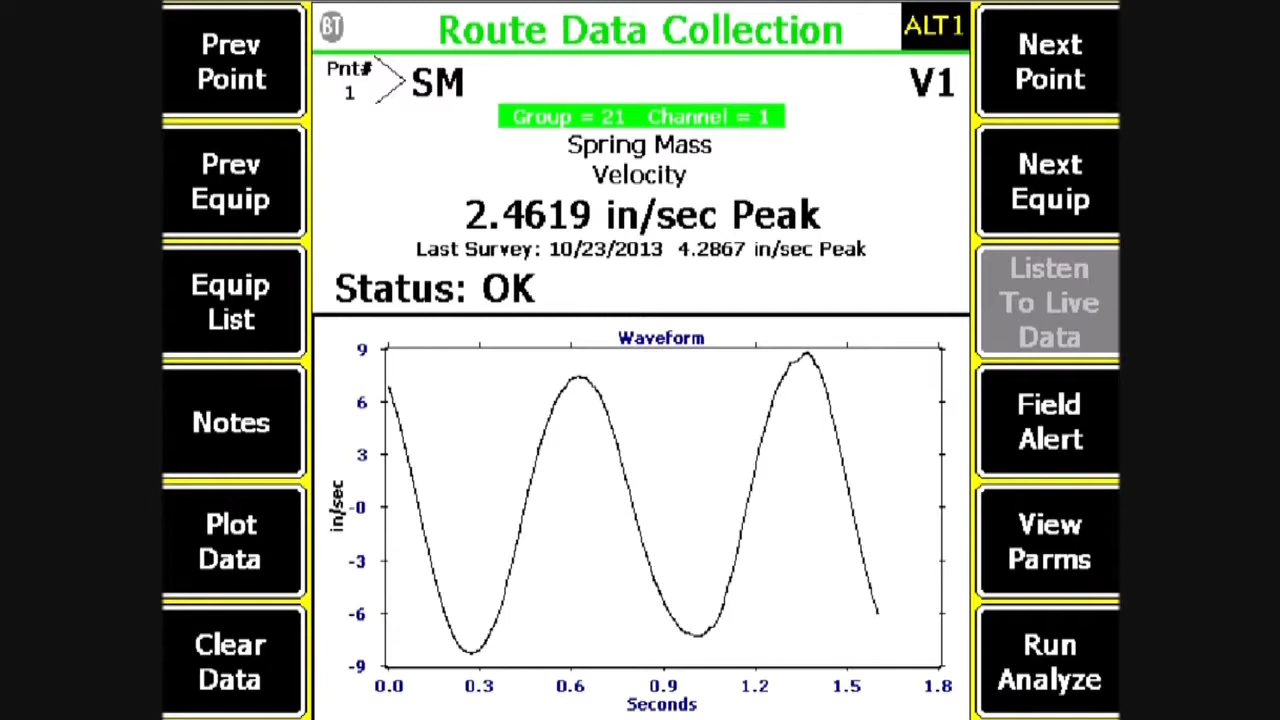 Prev
Point
BT
Route Data Collection
ALT1
Next
Point
Pnt#
1
SM
V1
Group = 21 Channel = 1
Spring Mass
Velocity
Prev
Equip
Next
Equip
2.4619 in/sec Peak
Last Survey: 10/23/2013 4.2867 in/sec Peak
Status: OK
Equip
List
Listen
To Live
Data
Waveform
9
6
3
-0
-3
-6
-9
in/sec
0.0 0.3 0.6 0.9 1.2 1.5 1.8
Seconds
Notes
Field
Alert
Plot
Data
View
Parms
Clear
Data
Run
Analyze